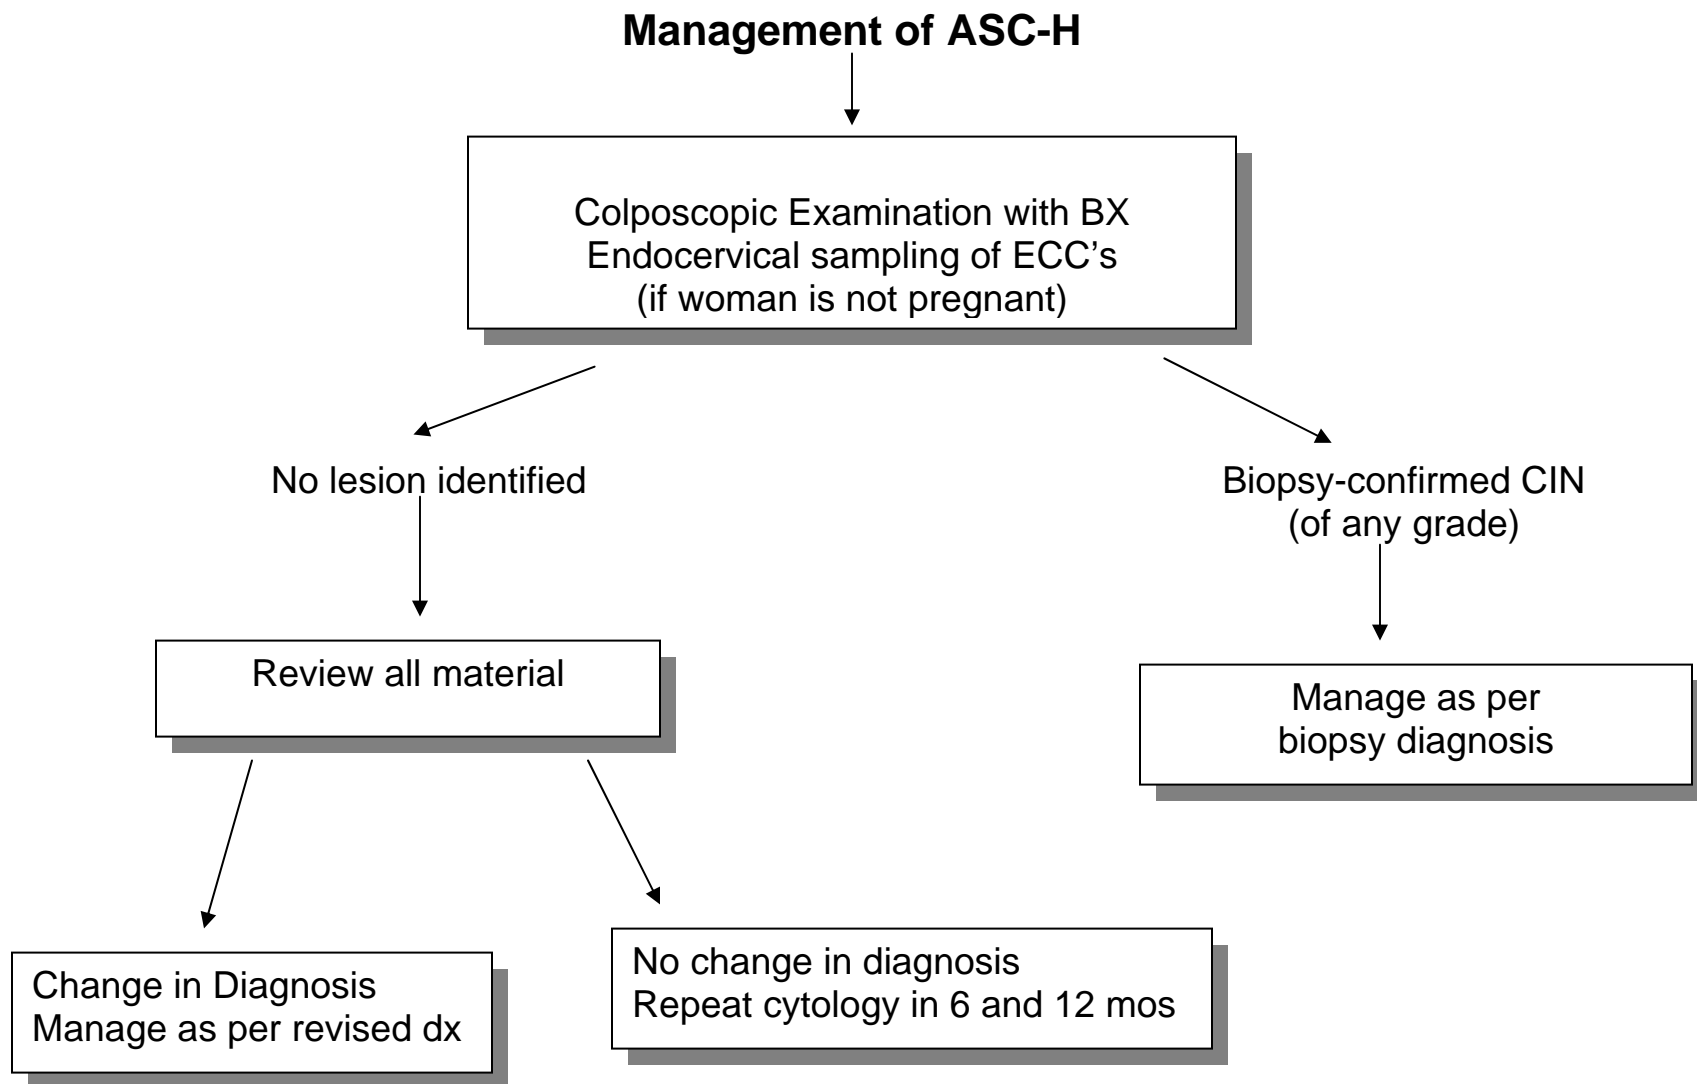 Management of ASC-H
Colposcopic Examination with BX
Endocervical sampling of ECC’s
(if woman is not pregnant)
No lesion identified
Biopsy-confirmed CIN
(of any grade)
Review all material
Manage as per
biopsy diagnosis
Change in Diagnosis
Manage as per revised dx
No change in diagnosis
Repeat cytology in 6 and 12 mos